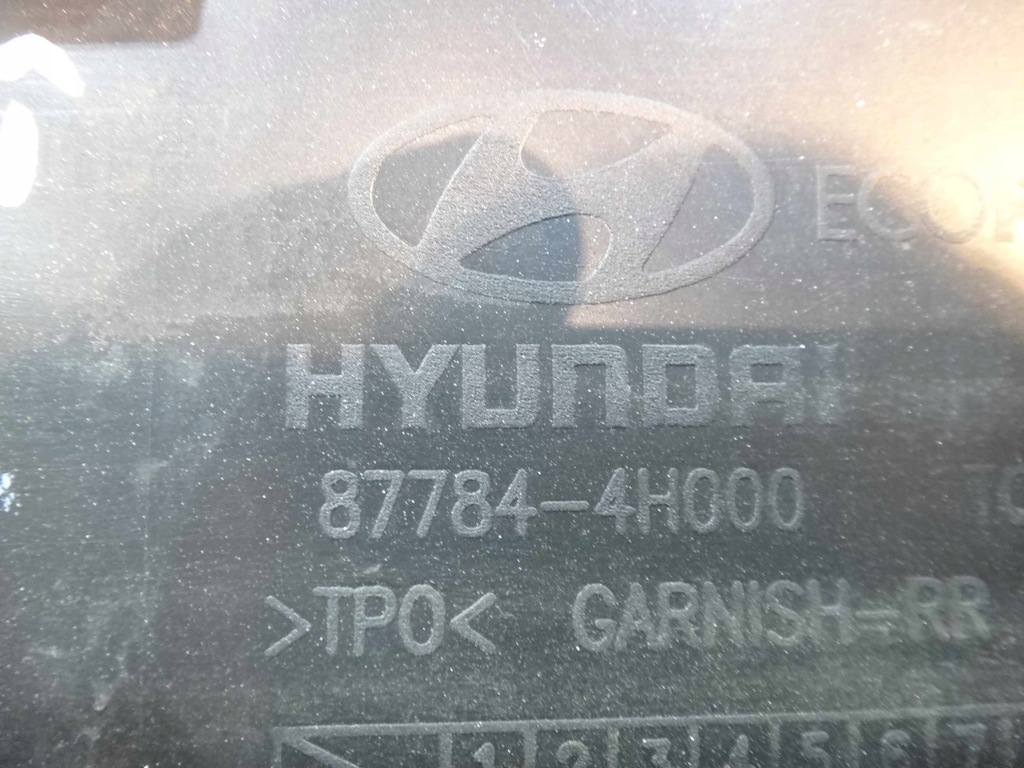 HYUNDAI
87784-4H000
>TPO< GARNISH-RR
1 2 3 4 5 6 7